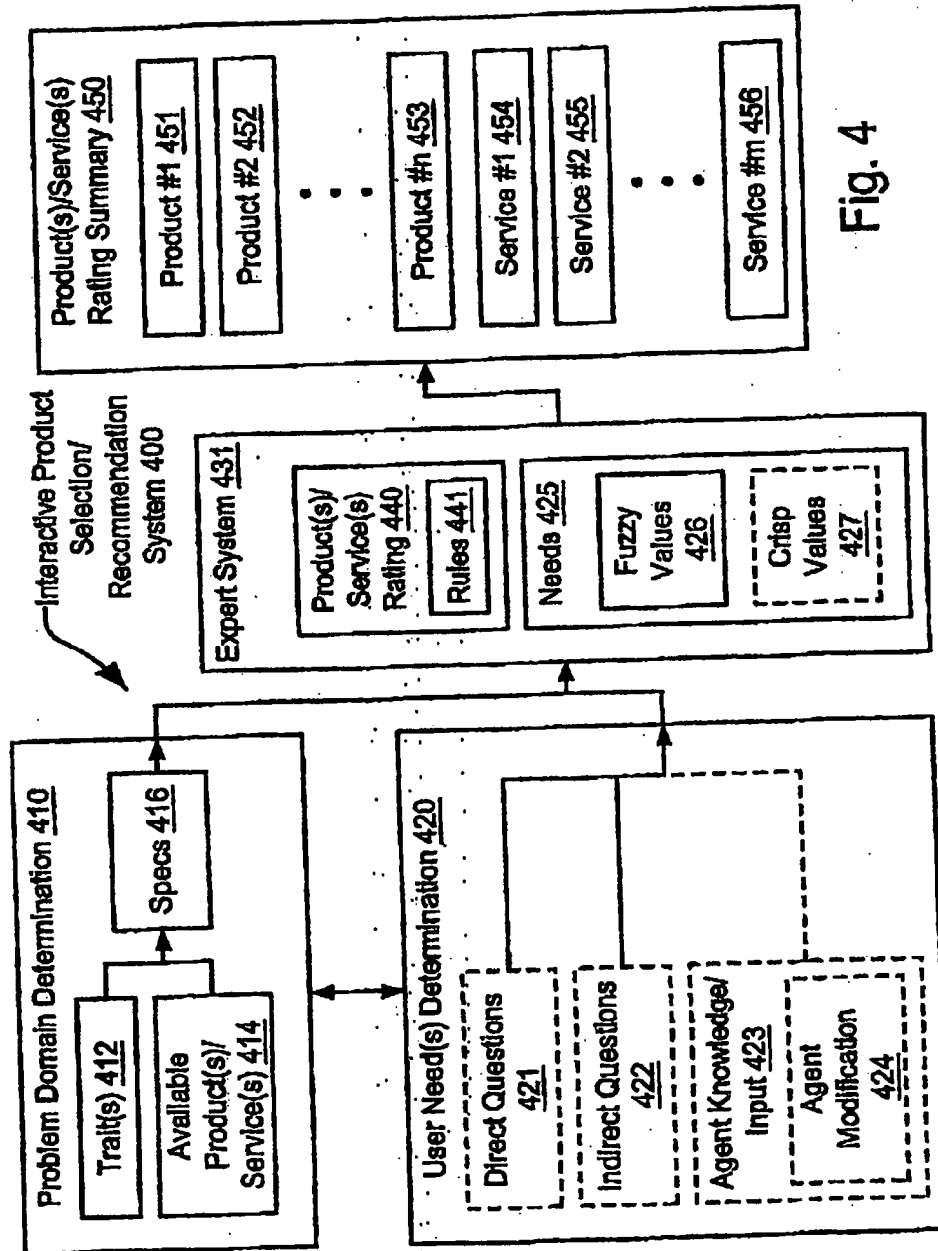 Interactive Product
Selection/
Recommendation
System 400
Problem Domain Determination 410
Trait(s) 412
Available
Product(s)/
Service(s) 414
Specs 416
User Need(s) Determination 420
Direct Questions
421
Indirect Questions
422
Agent Knowledge/
Input 423
Agent
Modification
424
Expert System 431
Product(s)/
Service(s)
Rating 440
Rules 441
Needs 425
Fuzzy
Values
426
Crisp
Values
427
Product(s)/Service(s)
Rating Summary 450
Product #1 451
Product #2 452
Product #n 453
Service #1 454
Service #2 455
Service #m 456
Fig. 4